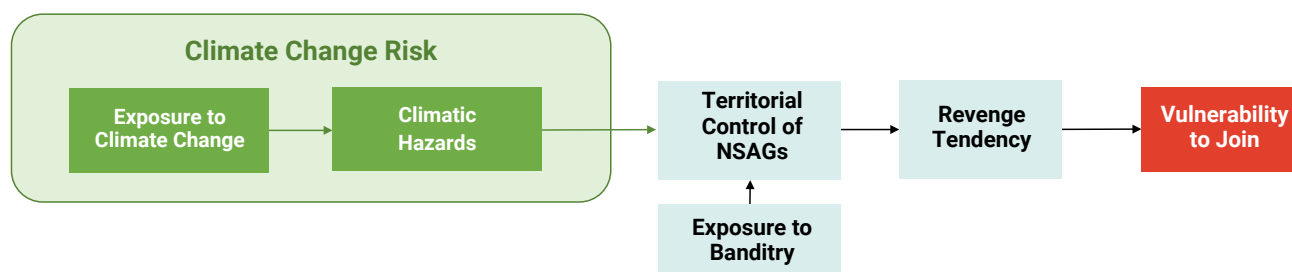 Climate Change Risk
Exposure to
Climate Change
Climatic
Hazards
Territorial
Control of
NSAGs
Revenge
Tendency
Vulnerability
to Join
Exposure to
Banditry